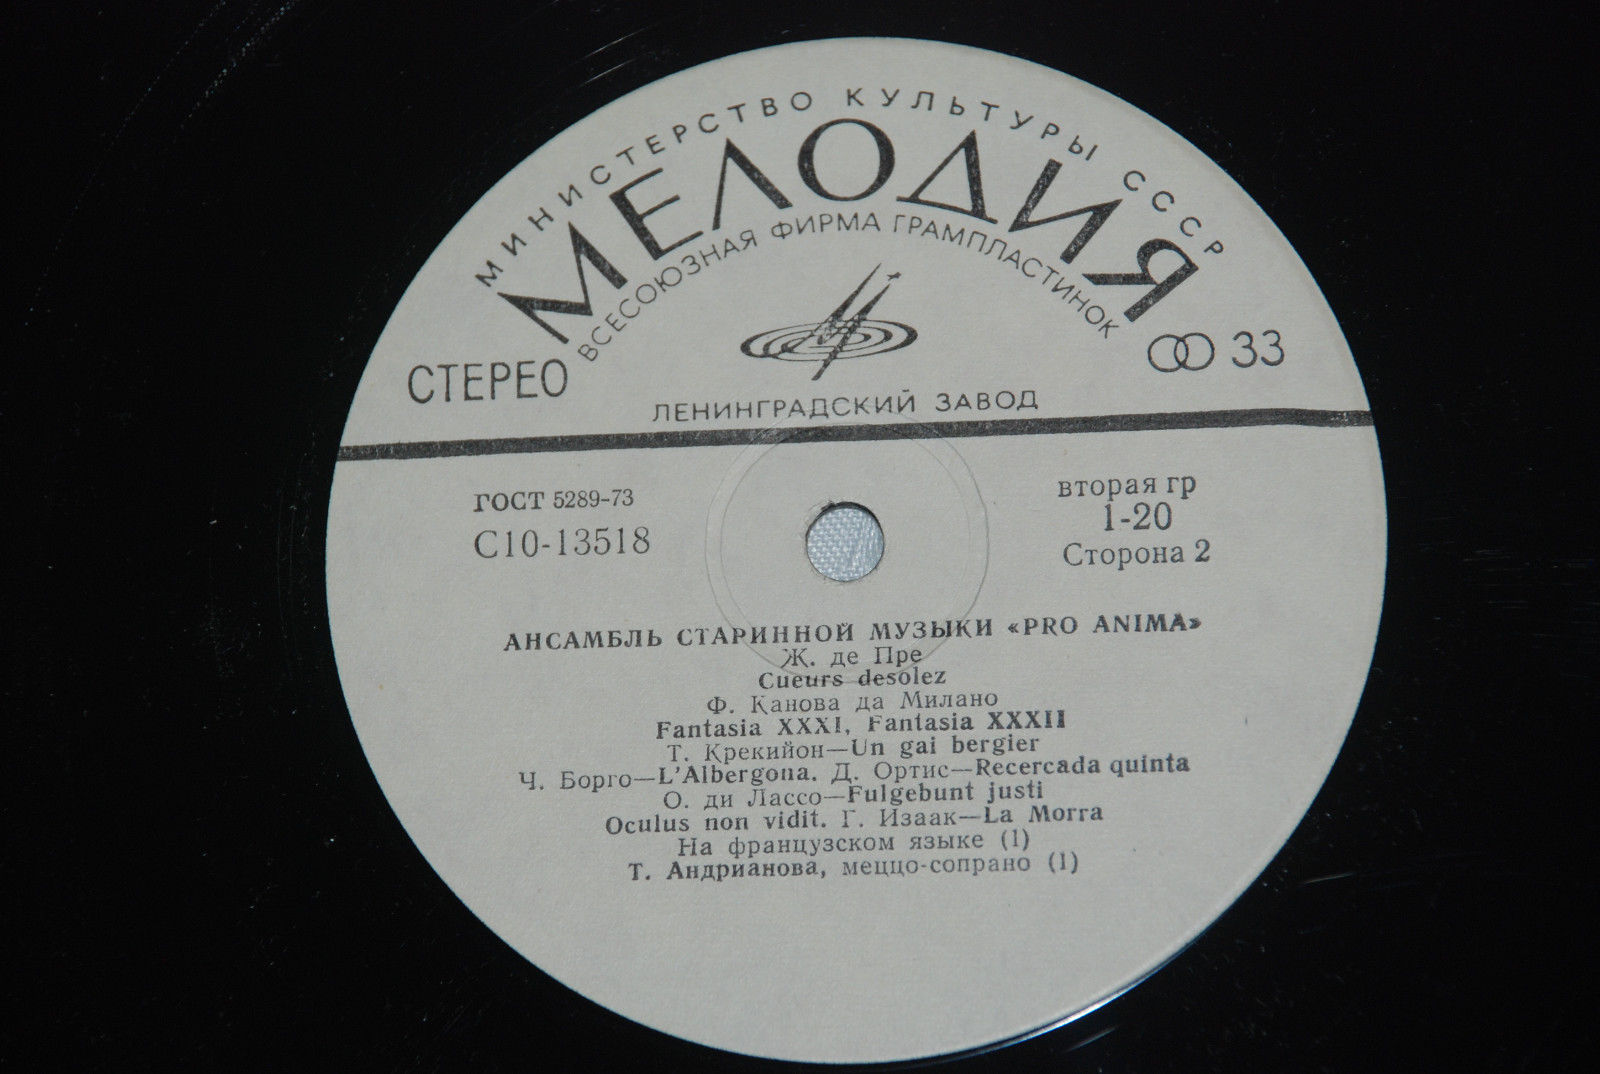 МИНИСТЕРСТВО КУЛЬТУРЫ СССР
МЕЛОДИЯ
ВСЕСОЮЗНАЯ ФИРМА ГРАМПЛАСТИНОК
СТЕРЕО
33
ЛЕНИНГРАДСКИЙ ЗАВОД
ГОСТ 5289-73
С10-13518
вторая гр
1-20
Сторона 2
АНСАМБЛЬ СТАРИННОЙ МУЗЫКИ «PRO ANIMA»
Ж. де Пре
Cueurs desolez
Ф. Канова да Милано
Fantasia XXXI, Fantasia XXXII
Т. Крекийон—Un gai bergier
Ч. Борго—L'Albergona. Д. Ортис—Recercada quinta
О. ди Лассо—Fulgebunt justi
Oculus non vidit. Г. Изаак—La Morra
На французском языке (1)
Т. Андрианова, меццо-сопрано (1)